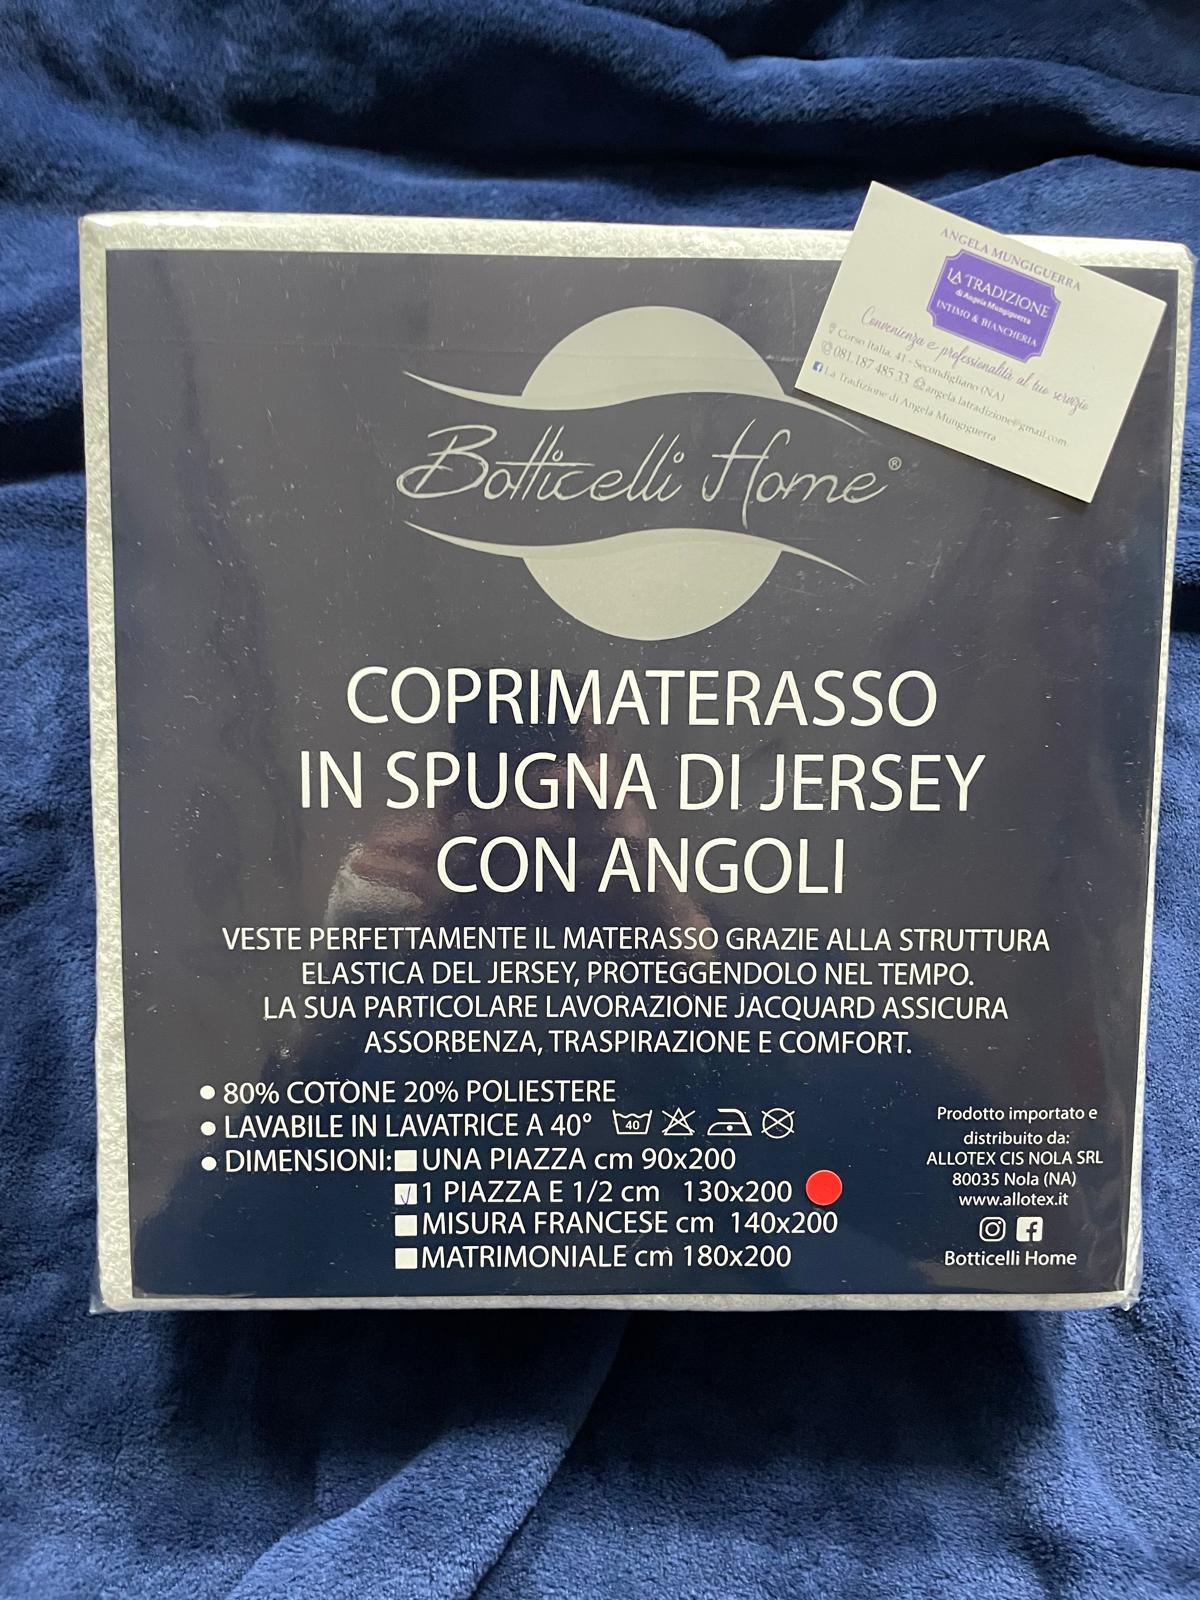 ANGELA MUNGIGUERRA
LA TRADIZIONE
di Angela Mungiguerra
INTIMO & BIANCHERIA
Convenienza e professionalità al tuo servizio
Corso Italia, 41 - Secondigliano (NA)
081.187 485 33 angela.latradizione@gmail.com
La Tradizione di Angela Mungiguerra
Botticelli Home®
COPRIMATERASSO
IN SPUGNA DI JERSEY
CON ANGOLI
VESTE PERFETTAMENTE IL MATERASSO GRAZIE ALLA STRUTTURA
ELASTICA DEL JERSEY, PROTEGGENDOLO NEL TEMPO.
LA SUA PARTICOLARE LAVORAZIONE JACQUARD ASSICURA
ASSORBENZA, TRASPIRAZIONE E COMFORT.
• 80% COTONE 20% POLIESTERE
• LAVABILE IN LAVATRICE A 40° 40
• DIMENSIONI: UNA PIAZZA cm 90x200
1 PIAZZA E 1/2 cm 130x200
MISURA FRANCESE cm 140x200
MATRIMONIALE cm 180x200
Prodotto importato e
distribuito da:
ALLOTEX CIS NOLA SRL
80035 Nola (NA)
www.allotex.it
Botticelli Home